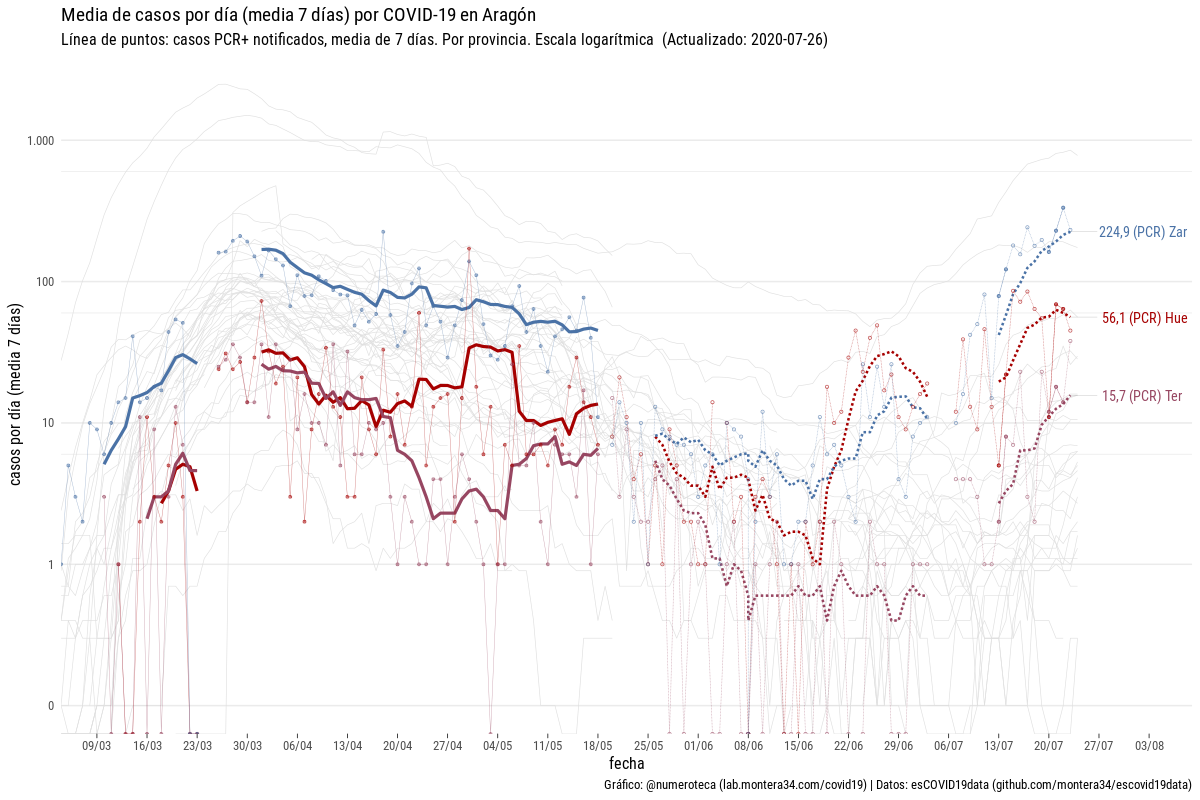 Media de casos por día (media 7 días) por COVID-19 en Aragón
Línea de puntos: casos PCR+ notificados, media de 7 días. Por provincia. Escala logarítmica (Actualizado: 2020-07-26)
casos por día (media 7 días)
1.000
100
10
1
0
224,9 (PCR) Zar
56,1 (PCR) Hue
15,7 (PCR) Ter
09/03 16/03 23/03 30/03 06/04 13/04 20/04 27/04 04/05 11/05 18/05 25/05 01/06 08/06 15/06 22/06 29/06 06/07 13/07 20/07 27/07 03/08
fecha
Gráfico: @numeroteca (lab.montera34.com/covid19) | Datos: esCOVID19data (github.com/montera34/escovid19data)